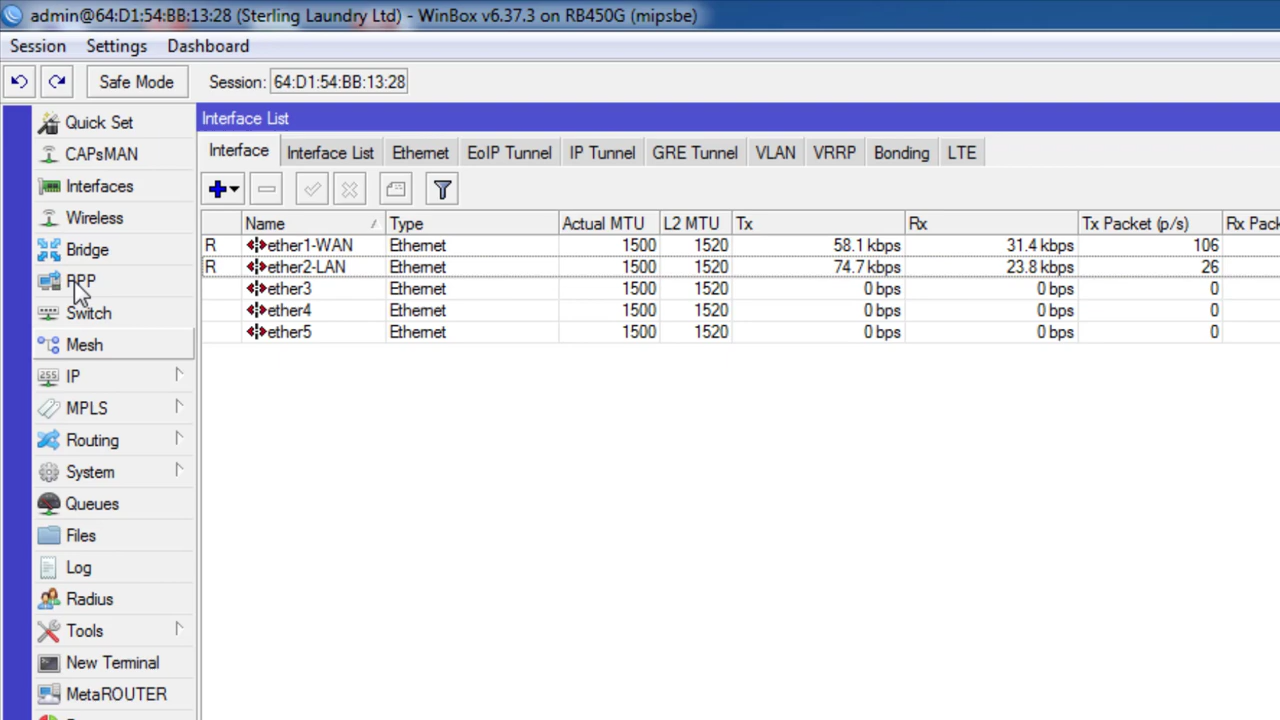 admin@64:D1:54:BB:13:28 (Sterling Laundry Ltd) - WinBox v6.37.3 on RB450G (mipsbe)
Session Settings Dashboard
Safe Mode Session: 64:D1:54:BB:13:28
Quick Set
CAPsMAN
Interfaces
Wireless
Bridge
PPP
Switch
Mesh
IP
MPLS
Routing
System
Queues
Files
Log
Radius
Tools
New Terminal
MetaROUTER
Interface List
Interface Interface List Ethernet EoIP Tunnel IP Tunnel GRE Tunnel VLAN VRRP Bonding LTE
Name Type Actual MTU L2 MTU Tx Rx Tx Packet (p/s) Rx Pack
R ether1-WAN Ethernet 1500 1520 58.1 kbps 31.4 kbps 106
R ether2-LAN Ethernet 1500 1520 74.7 kbps 23.8 kbps 26
ether3 Ethernet 1500 1520 0 bps 0 bps 0
ether4 Ethernet 1500 1520 0 bps 0 bps 0
ether5 Ethernet 1500 1520 0 bps 0 bps 0